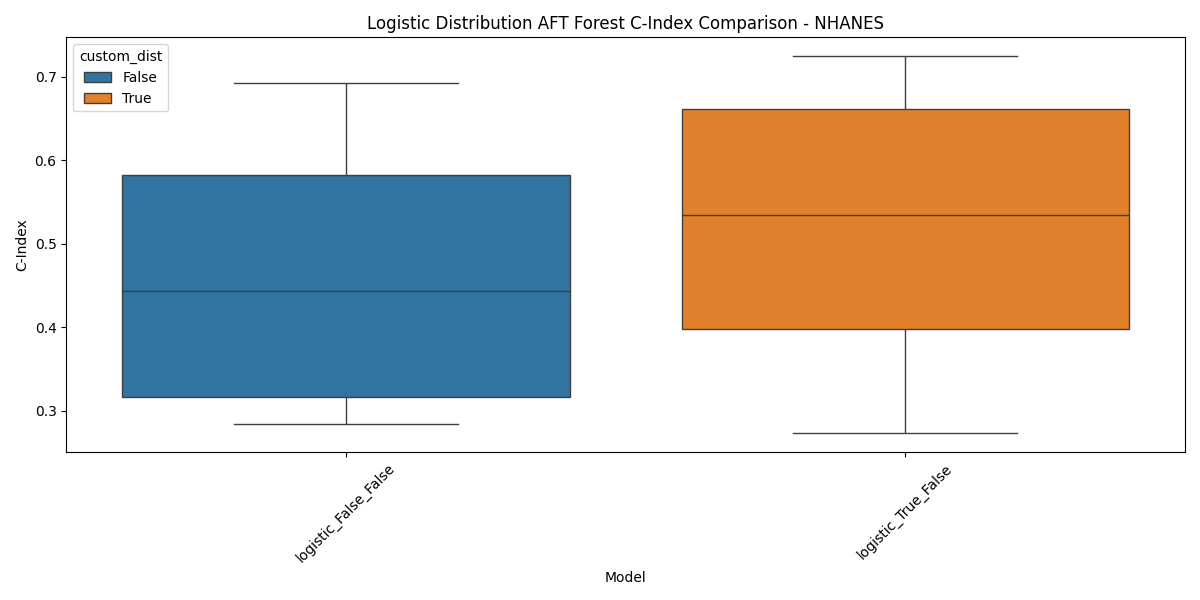 Logistic Distribution AFT Forest C-Index Comparison - NHANES
custom_dist
False
True
C-Index
0.7
0.6
0.5
0.4
0.3
logistic_False_False
logistic_True_False
Model